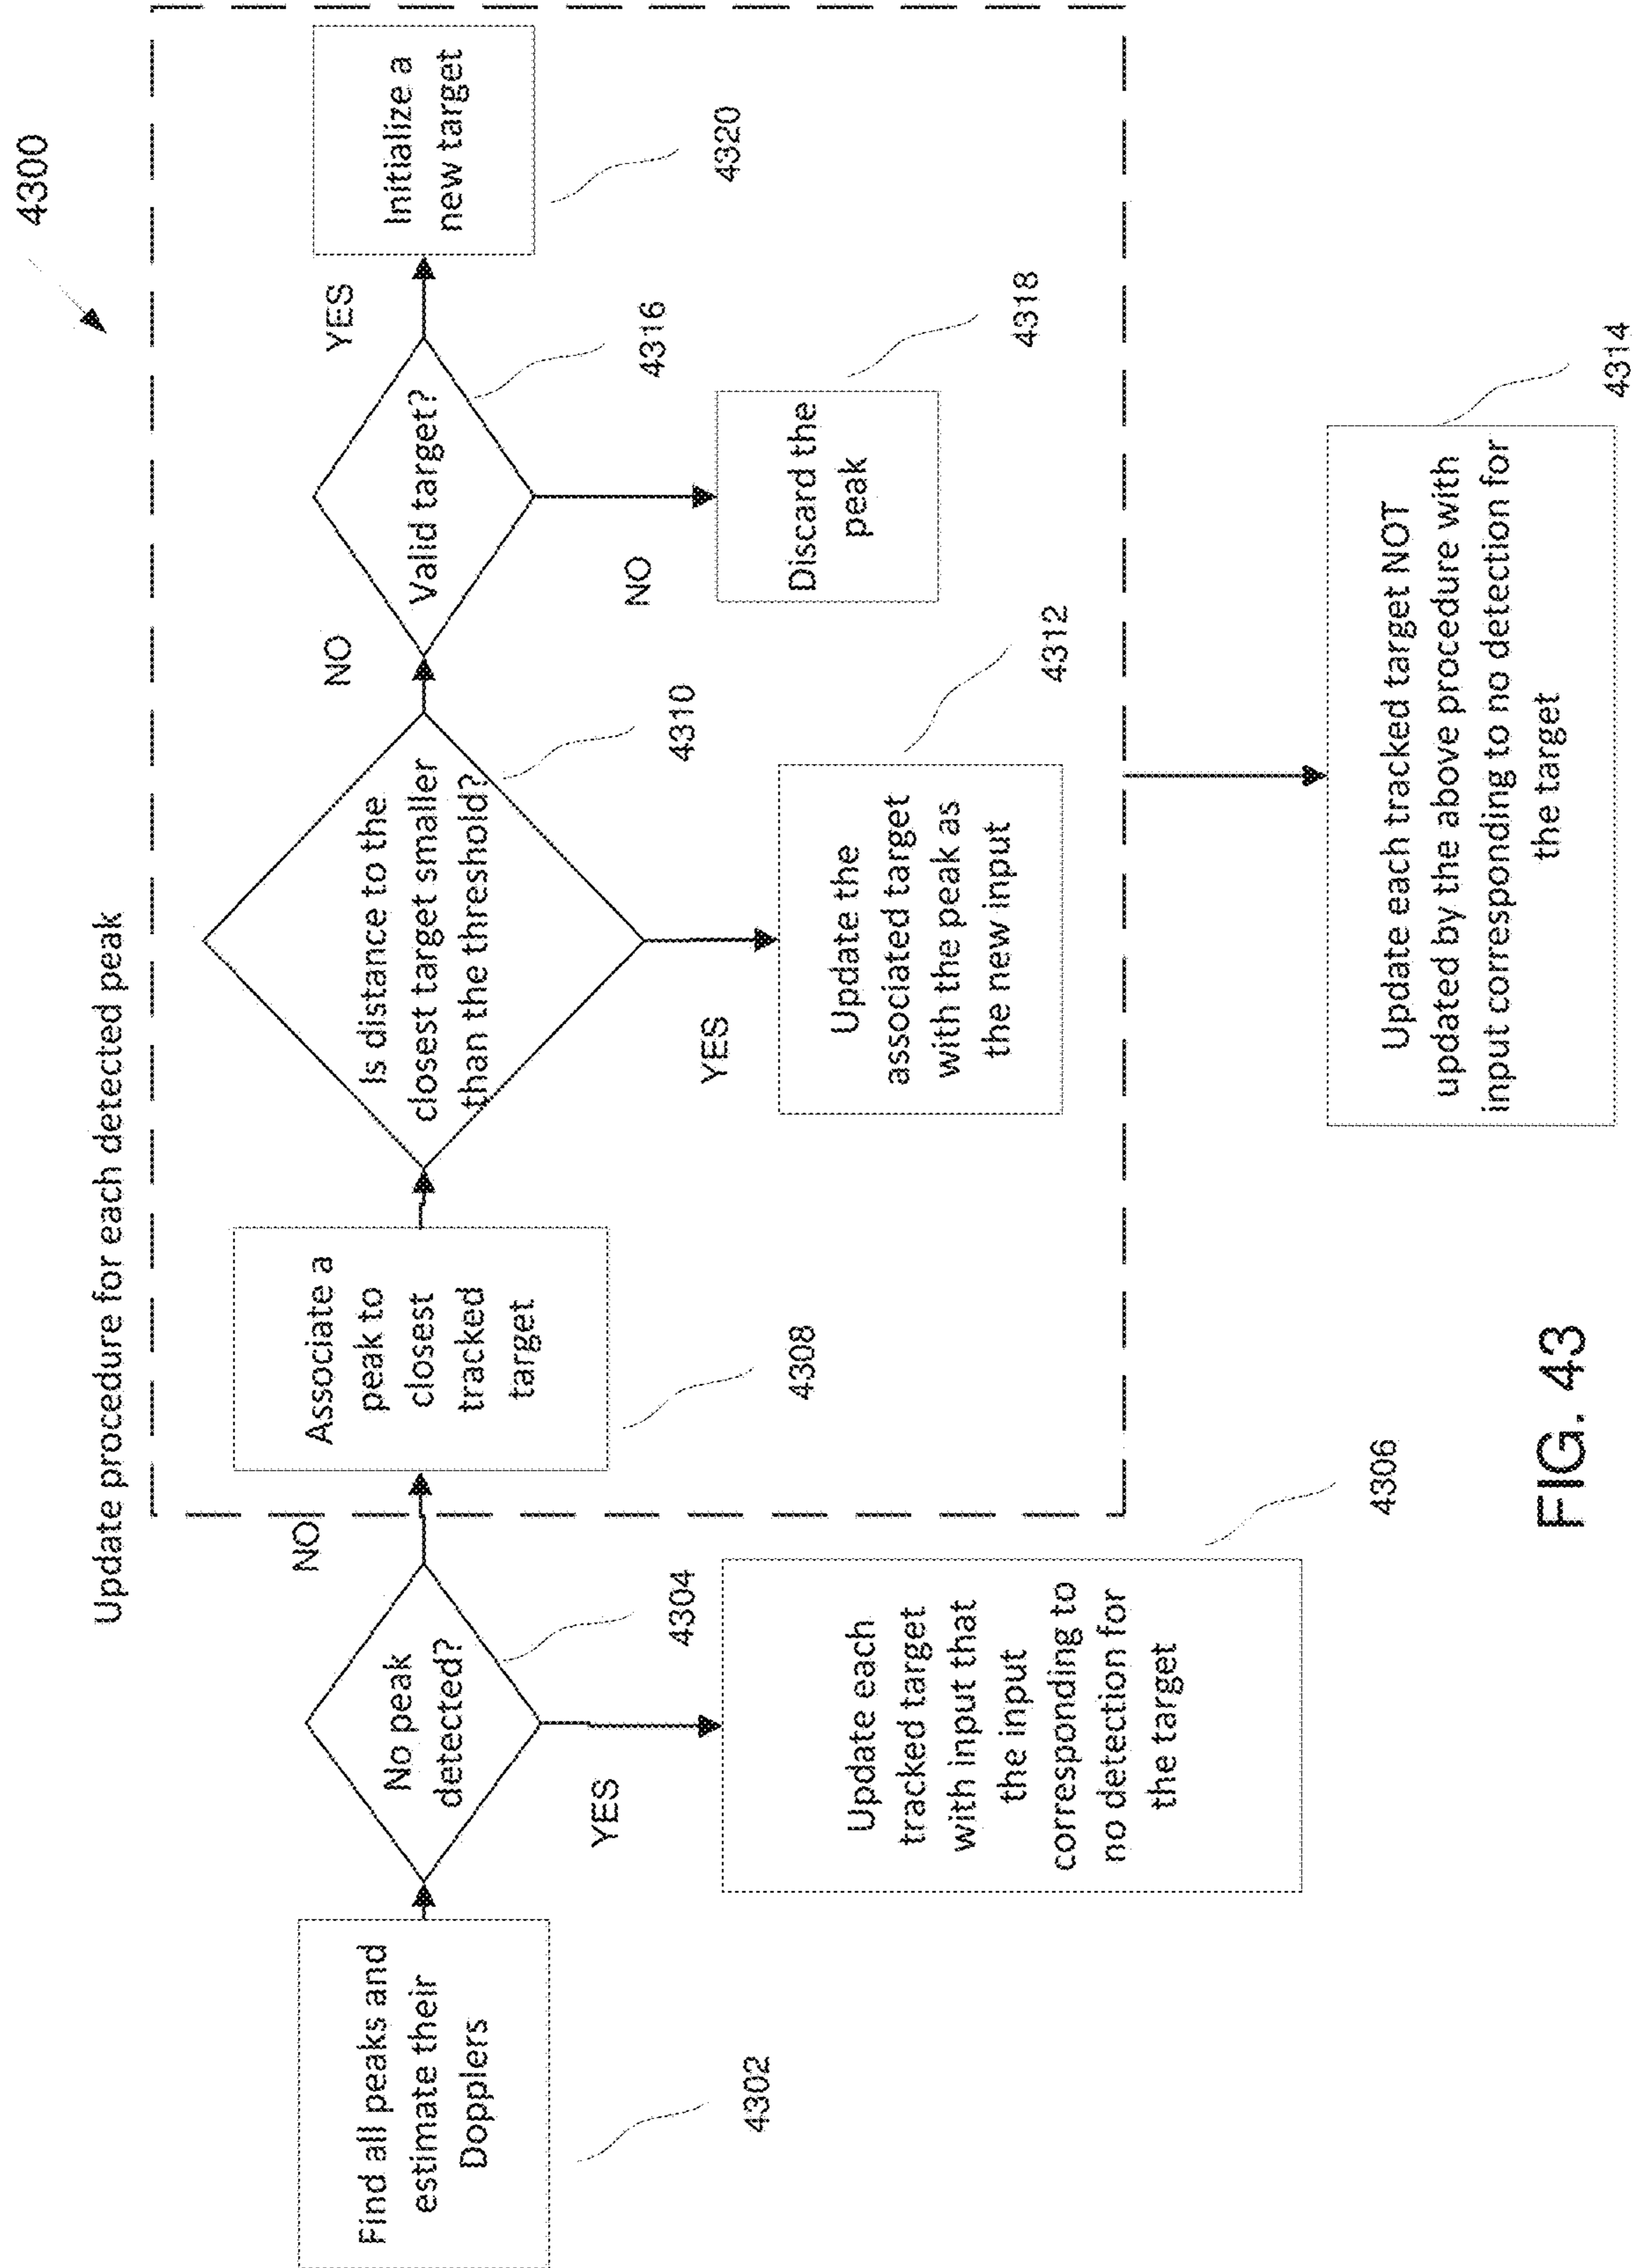 4300
Update procedure for each detected peak
Find all peaks and
estimate their
Dopplers
4302
No peak
detected?
4304
NO
YES
Update each
tracked target
with input that
the input
corresponding to
no detection for
the target
4306
Associate a
peak to
closest
tracked
target
4308
Is distance to the
closest target smaller
than the threshold?
4310
NO
YES
Update the
associated target
with the peak as
the new input
4312
Valid target?
4316
YES
NO
Discard the
peak
4318
Initialize a
new target
4320
Update each tracked target NOT
updated by the above procedure with
input corresponding to no detection for
the target
4314
FIG. 43